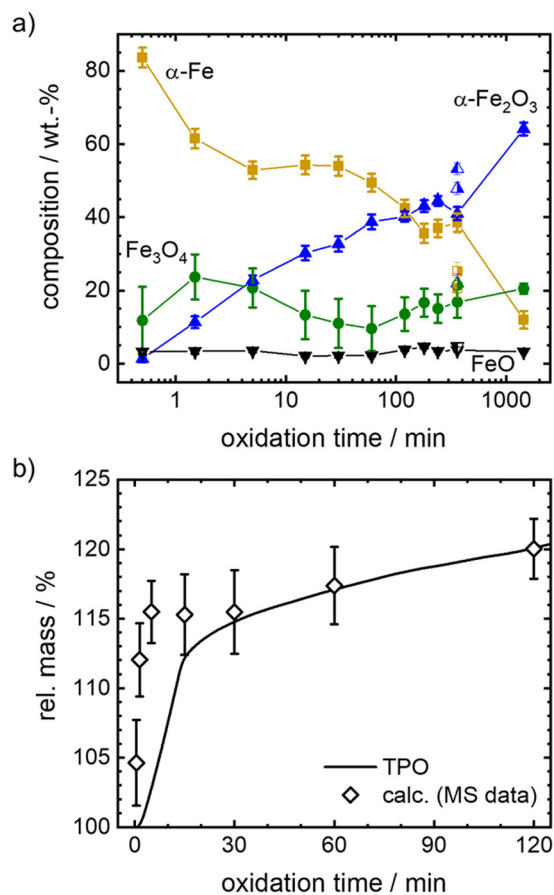 a)
composition / wt.-%
80
60
40
20
0
α-Fe
α-Fe₂O₃
Fe₃O₄
FeO
1
10
100
1000
oxidation time / min
b)
rel. mass / %
125
120
115
110
105
100
TPO
calc. (MS data)
0
30
60
90
120
oxidation time / min